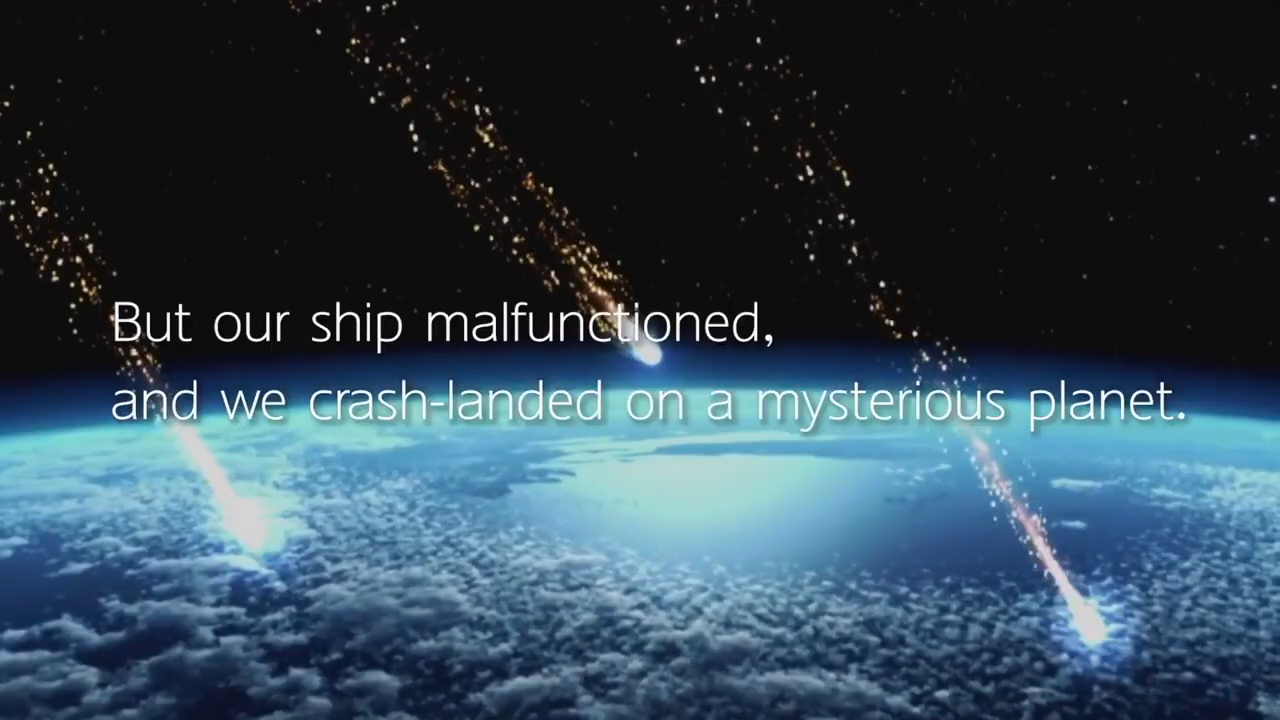 But our ship malfunctioned,
and we crash-landed on a mysterious planet.